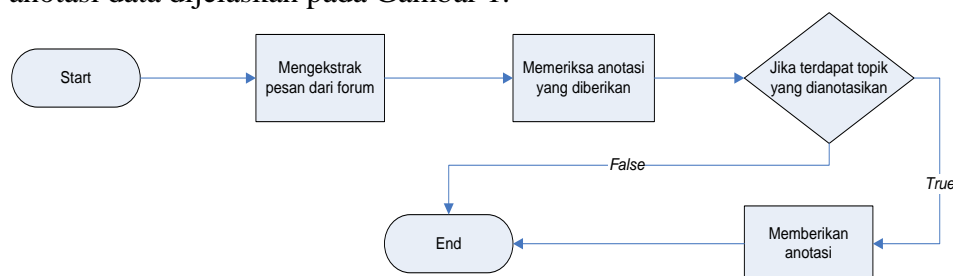 anotasi data dijelaskan pada Gambar 1.
Start
Mengekstrak
pesan dari forum
Memeriksa anotasi
yang diberikan
Jika terdapat topik
yang dianotasikan
False
True
End
Memberikan
anotasi